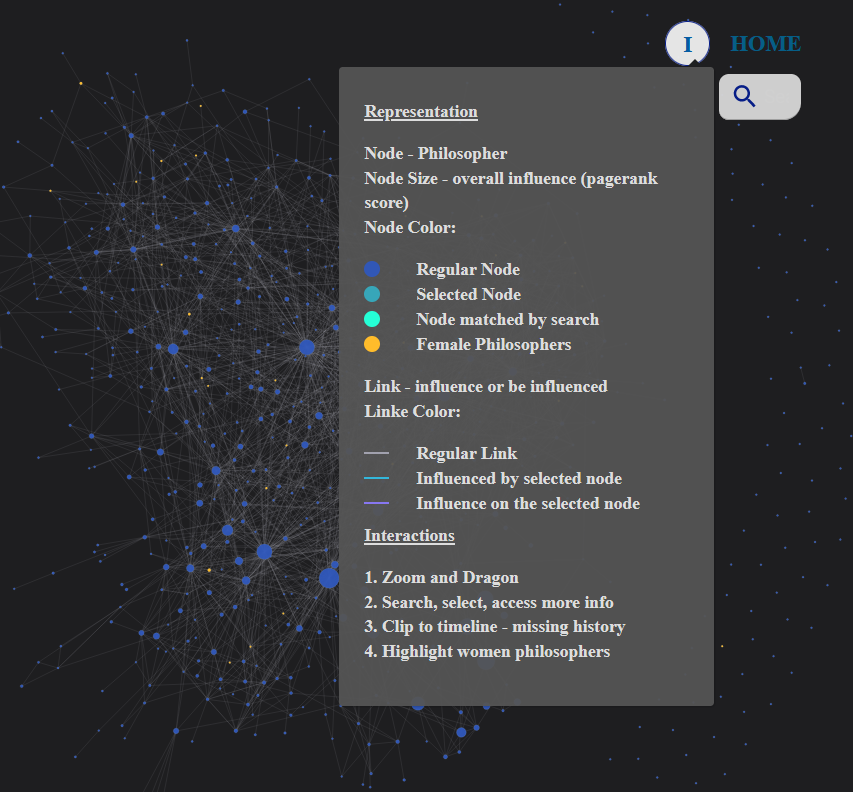 I
HOME
Representation
Node - Philosopher
Node Size - overall influence (pagerank
score)
Node Color:
Regular Node
Selected Node
Node matched by search
Female Philosophers
Link - influence or be influenced
Linke Color:
Regular Link
Influenced by selected node
Influence on the selected node
Interactions
1. Zoom and Dragon
2. Search, select, access more info
3. Clip to timeline - missing history
4. Highlight women philosophers